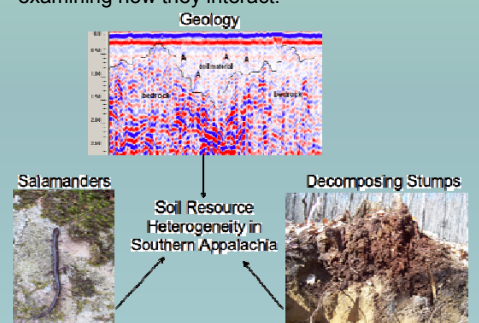 examining how they interact.
Geology
soil material
bedrock
bedrock
Salamanders
Decomposing Stumps
Soil Resource
Heterogeneity in
Southern Appalachia